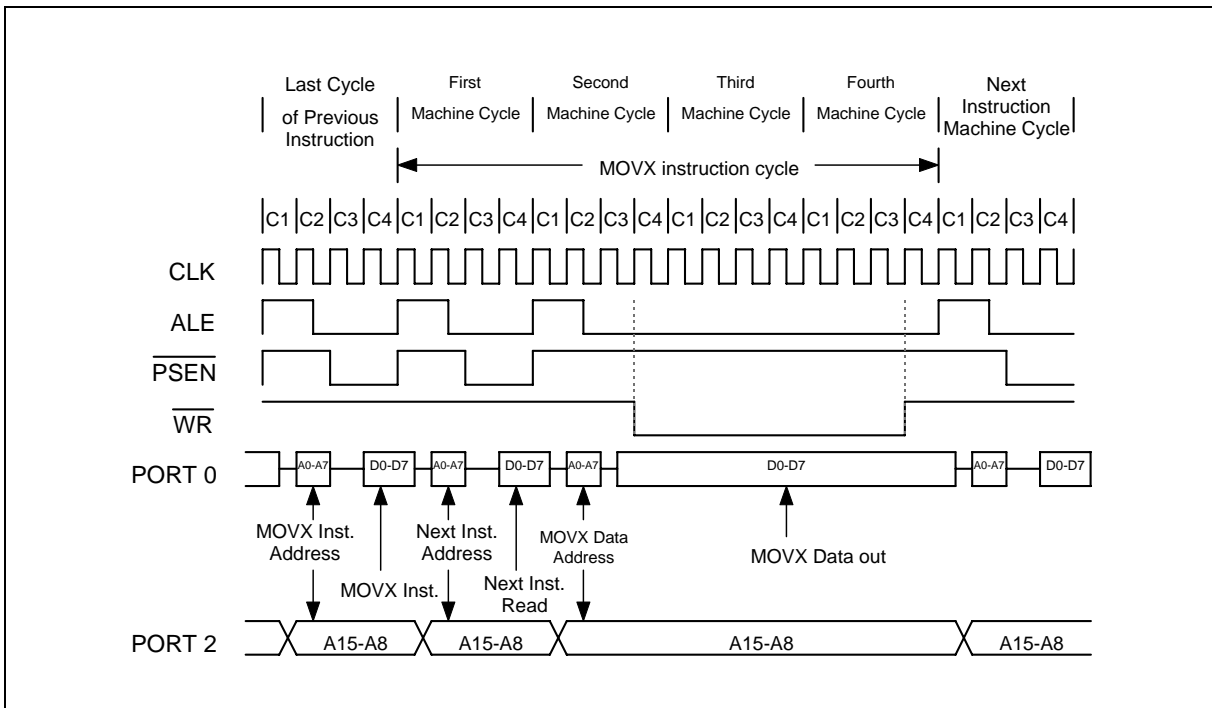 Last Cycle
of Previous
Instruction
First
Machine Cycle
Second
Machine Cycle
Third
Machine Cycle
Fourth
Machine Cycle
Next
Instruction
Machine Cycle
MOVX instruction cycle
C1 C2 C3 C4 C1 C2 C3 C4 C1 C2 C3 C4 C1 C2 C3 C4 C1 C2 C3 C4 C1 C2 C3 C4
CLK
ALE
PSEN
WR
PORT 0
A0-A7 D0-D7 A0-A7 D0-D7 A0-A7 D0-D7 A0-A7 D0-D7
MOVX Inst.
Address
MOVX Inst.
Next Inst.
Address
Next Inst.
Read
MOVX Data
Address
MOVX Data out
PORT 2
A15-A8 A15-A8 A15-A8 A15-A8